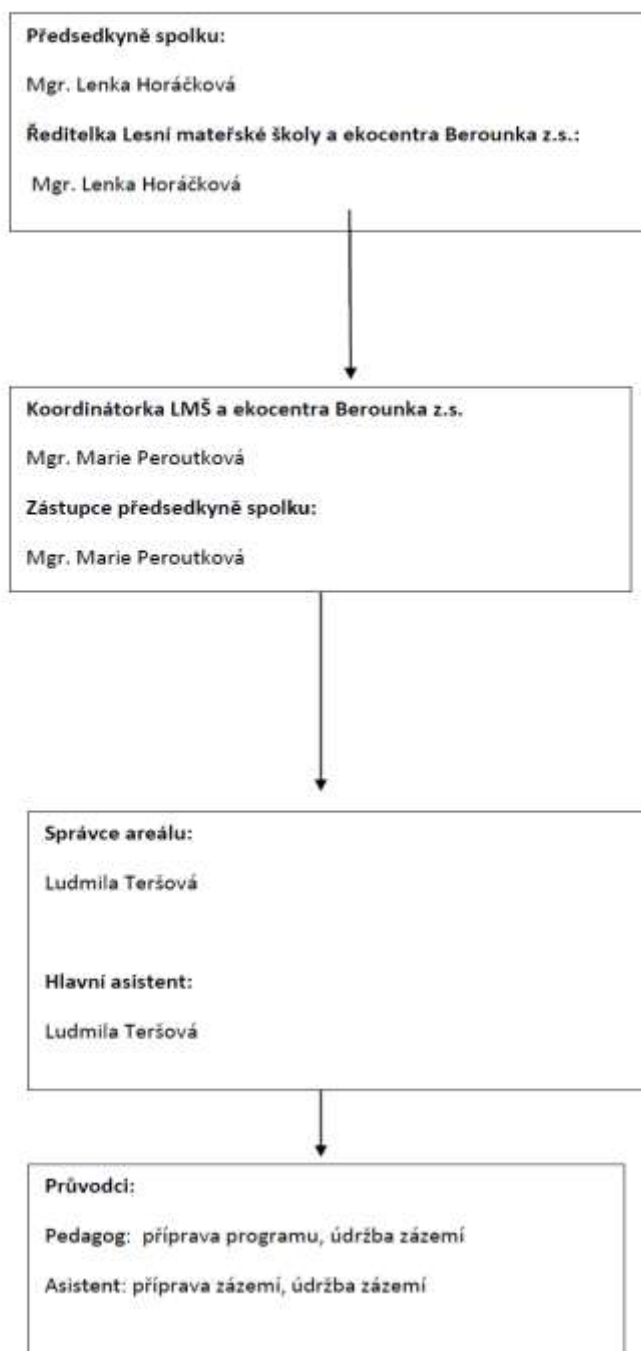 Předsedkyně spolku:
Mgr. Lenka Horáčková
Ředitelka Lesní mateřské školy a ekocentra Berounka z.s.:
Mgr. Lenka Horáčková
Koordinátorka LMŠ a ekocentra Berounka z.s.
Mgr. Marie Peroutková
Zástupce předsedkyně spolku:
Mgr. Marie Peroutková
Správce areálu:
Ludmila Teršová
Hlavní asistent:
Ludmila Teršová
Průvodci:
Pedagog: příprava programu, údržba zázemí
Asistent: příprava zázemí, údržba zázemí